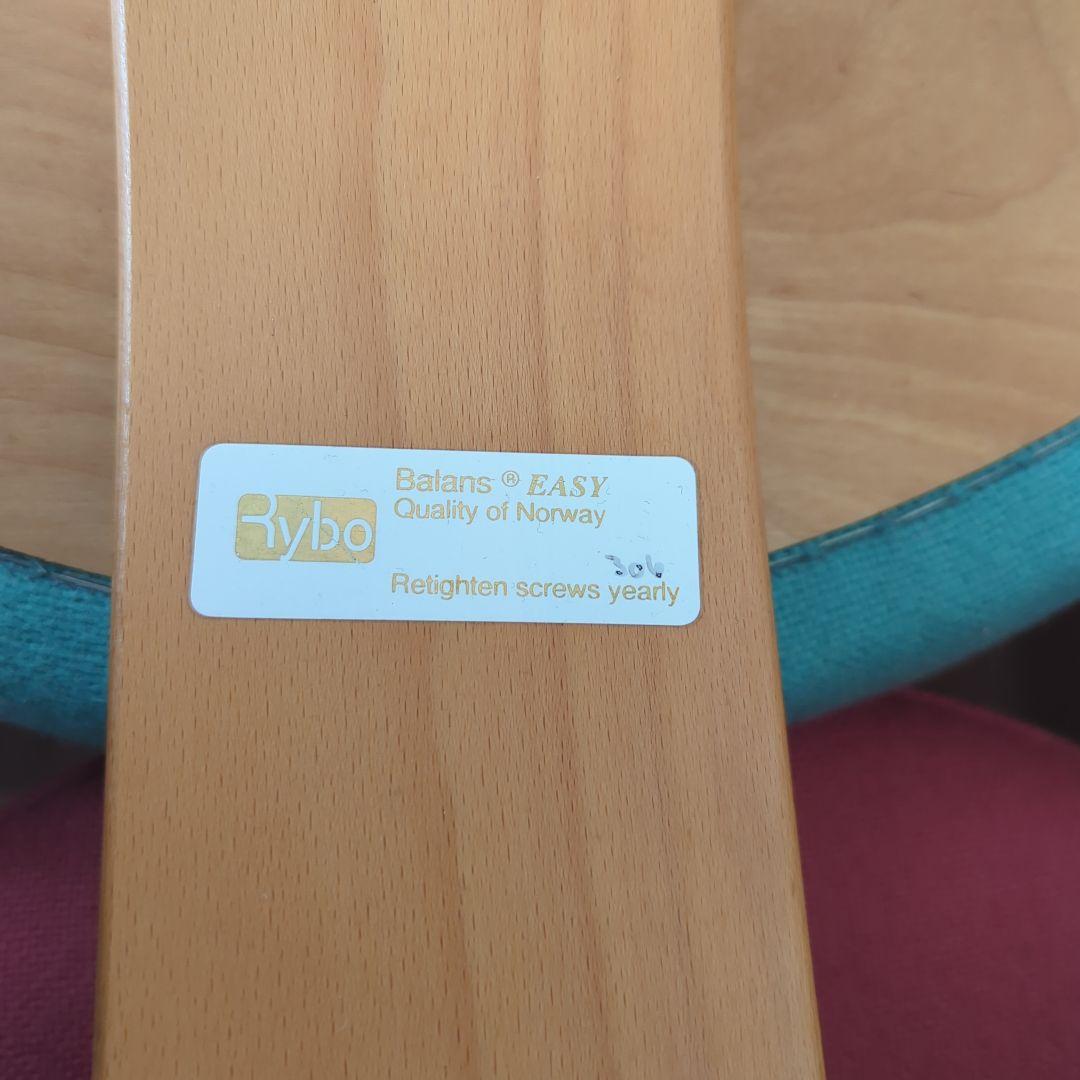 Rybo
Balans ® EASY
Quality of Norway
306
Retighten screws yearly